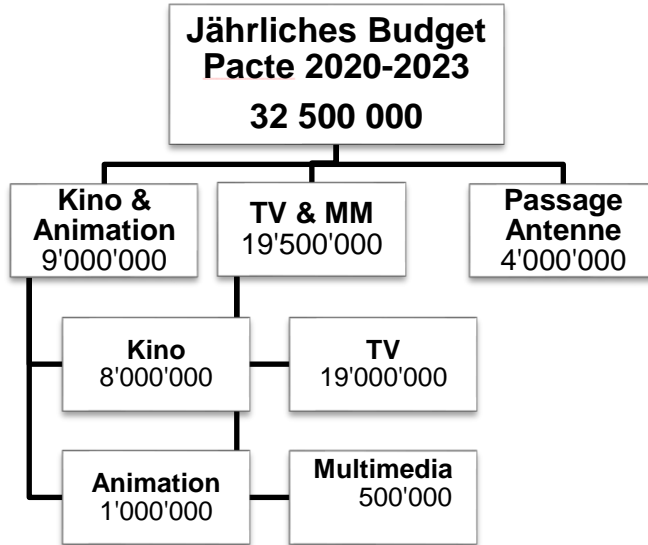 Jährliches Budget
Pacte 2020-2023
32 500 000
Kino &
Animation
9'000'000
TV & MM
19'500'000
Passage
Antenne
4'000'000
Kino
8'000'000
TV
19'000'000
Animation
1'000'000
Multimedia
500'000